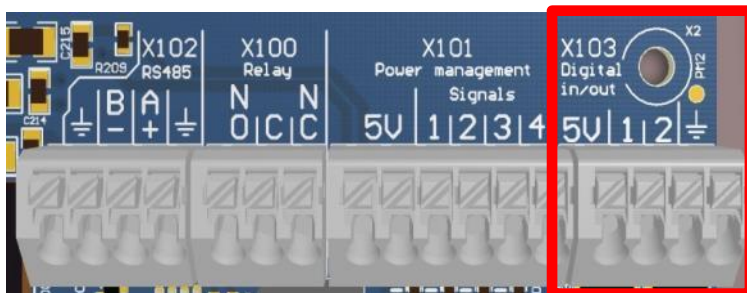 C215
R209
C214
X102
RS485
B A
- +
X100
Relay
N N
O|C|C
X101
Power management
Signals
5V|1|2|3|4
X103
Digital
in/out
5V|1|2
X2
PM2